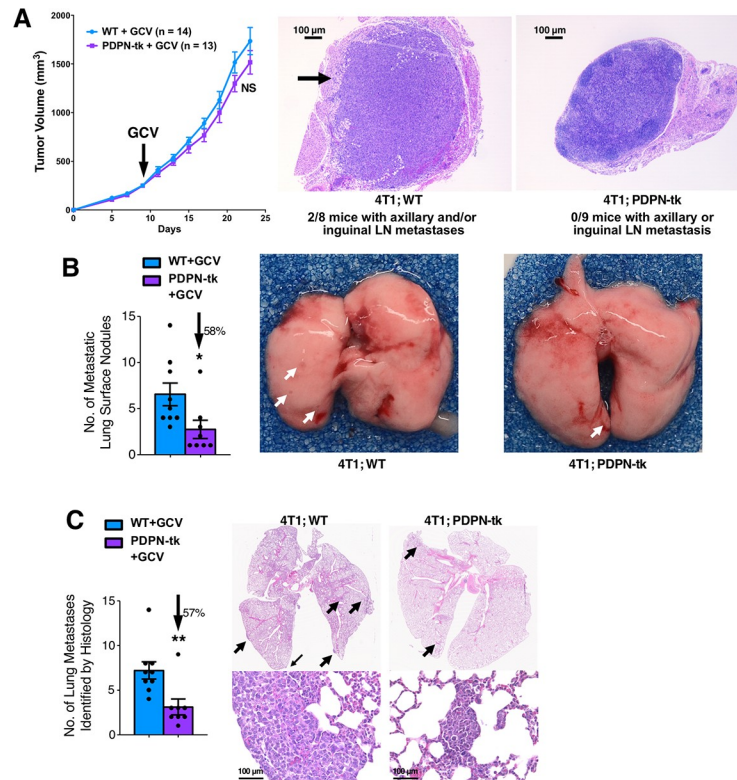 A
WT + GCV (n = 14)
PDPN-tk + GCV (n = 13)
Tumor Volume (mm3)
2000
1500
1000
500
0
GCV
NS
0
5
10
15
20
25
Days
100 µm
4T1; WT
2/8 mice with axillary and/or
inguinal LN metastases
100 µm
4T1; PDPN-tk
0/9 mice with axillary or
inguinal LN metastasis
B
WT+GCV
PDPN-tk
+GCV
No. of Metastatic
Lung Surface Nodules
15
10
5
0
58%
*
4T1; WT
4T1; PDPN-tk
C
WT+GCV
PDPN-tk
+GCV
No. of Lung Metastases
Identified by Histology
15
10
5
0
57%
**
4T1; WT
4T1; PDPN-tk
100 µm
100 µm